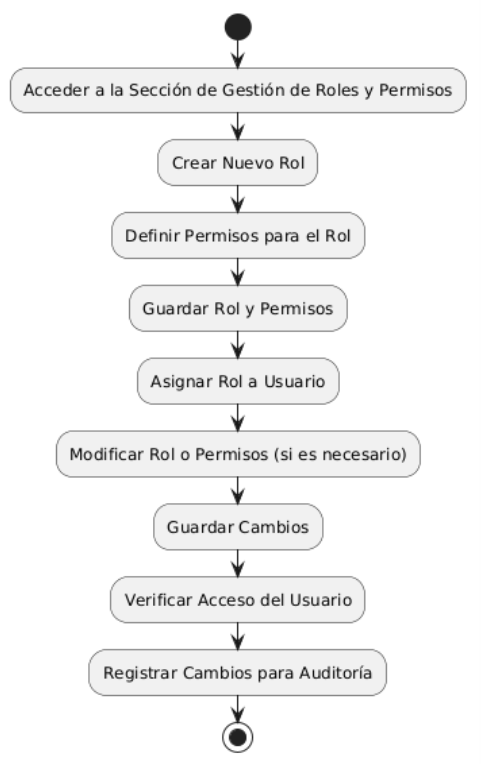 Acceder a la Sección de Gestión de Roles y Permisos
Crear Nuevo Rol
Definir Permisos para el Rol
Guardar Rol y Permisos
Asignar Rol a Usuario
Modificar Rol o Permisos (si es necesario)
Guardar Cambios
Verificar Acceso del Usuario
Registrar Cambios para Auditoría